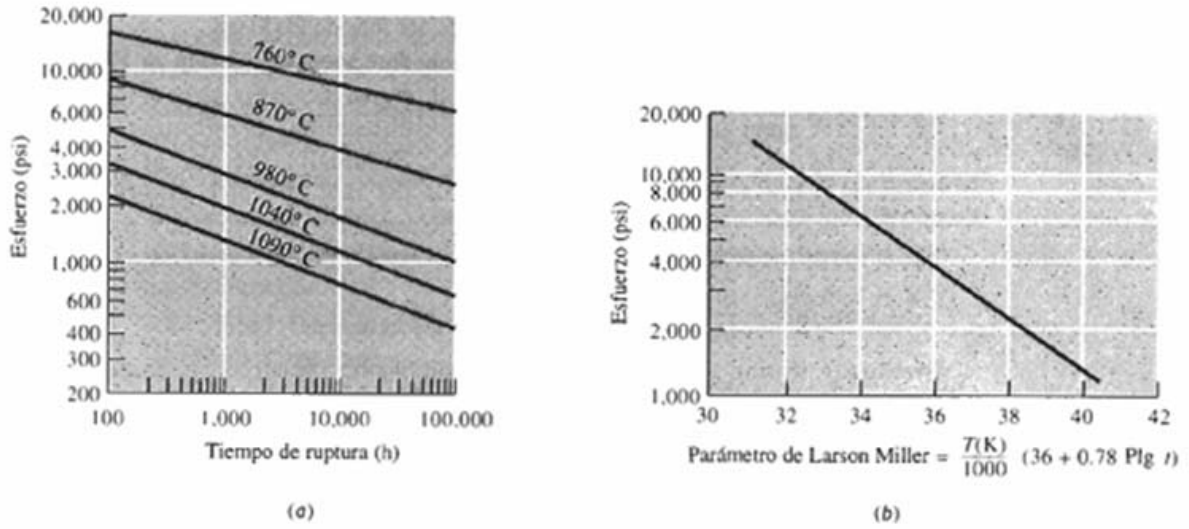 20.000
10.000
6.000
4.000
3.000
2.000
1.000
600
400
300
200
Esfuerzo (psi)
760° C
870° C
980° C
1040° C
1090° C
100
1.000
10.000
100.000
Tiempo de ruptura (h)
(a)
20.000
10.000
8.000
6.000
4.000
2.000
1.000
Esfuerzo (psi)
30
32
34
36
38
40
42
Parámetro de Larson Miller = T(K)/1000 (36 + 0.78 Plg t)
(b)